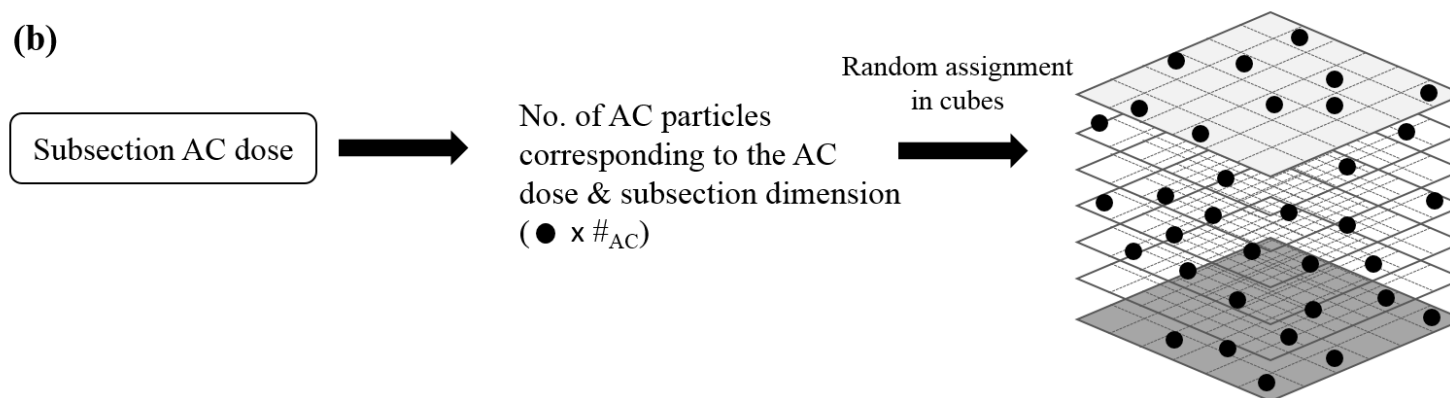 (b)
Subsection AC dose
No. of AC particles
corresponding to the AC
dose & subsection dimension
( ● x #AC)
Random assignment
in cubes